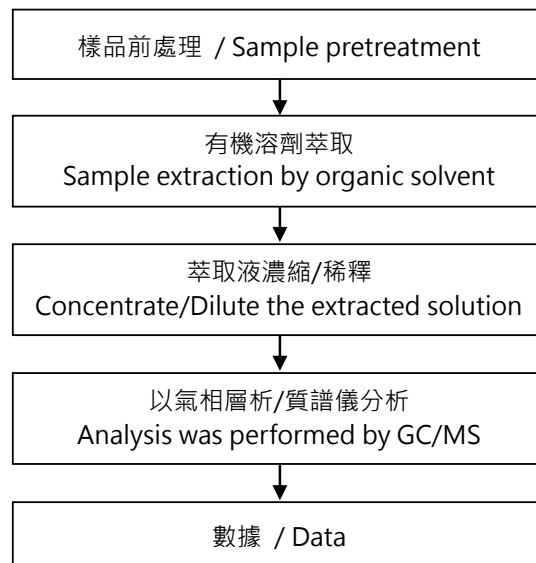 樣品前處理 / Sample pretreatment
有機溶劑萃取
Sample extraction by organic solvent
萃取液濃縮/稀釋
Concentrate/Dilute the extracted solution
以氣相層析/質譜儀分析
Analysis was performed by GC/MS
數據 / Data